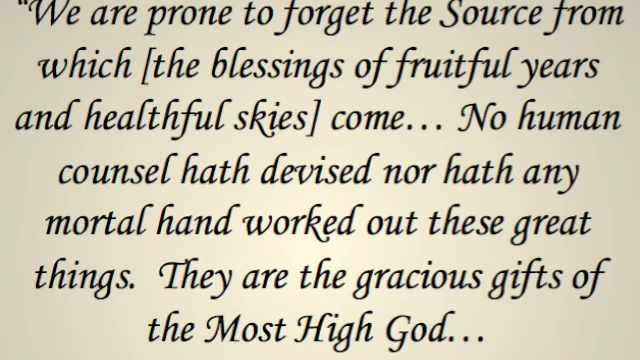 “We are prone to forget the Source from
which [the blessings of fruitful years
and healthful skies] come… No human
counsel hath devised nor hath any
mortal hand worked out these great
things.  They are the gracious gifts of
the Most High God…